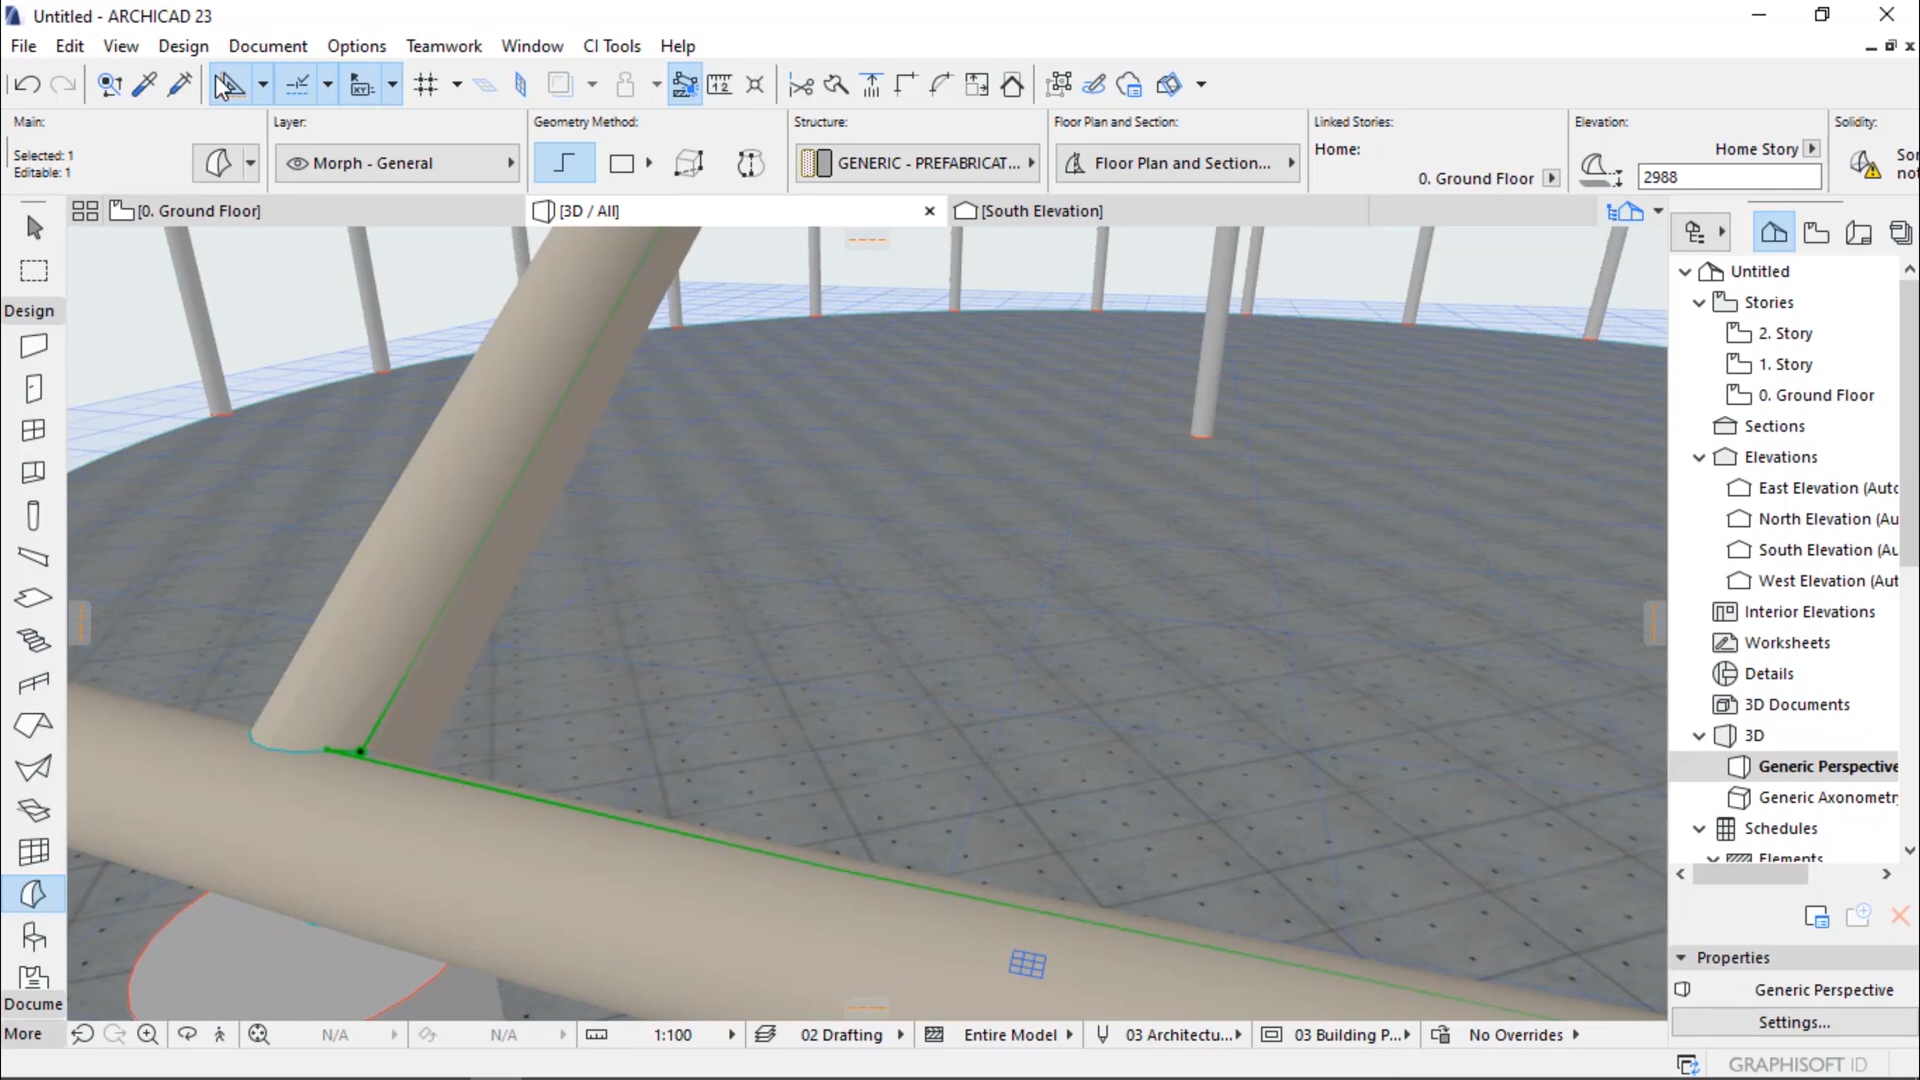 Untitled - ARCHICAD 23
File Edit View Design Document Options Teamwork Window CI Tools Help
Main:
Selected: 1
Editable: 1
Layer:
Morph - General
Geometry Method:
Structure:
GENERIC - PREFABRICAT...
Floor Plan and Section:
Floor Plan and Section...
Linked Stories:
Home:
0. Ground Floor
Elevation:
Home Story
2988
Solidity:
Sor
not
[0. Ground Floor]
[3D / All]
[South Elevation]
Design
Docume
More
Untitled
Stories
2. Story
1. Story
0. Ground Floor
Sections
Elevations
East Elevation (Auto
North Elevation (Au
South Elevation (Au
West Elevation (Aut
Interior Elevations
Worksheets
Details
3D Documents
3D
Generic Perspective
Generic Axonometr
Schedules
Elements
Properties
Generic Perspective
Settings...
N/A
N/A
1:100
02 Drafting
Entire Model
03 Architectu...
03 Building P...
No Overrides
GRAPHISOFT ID